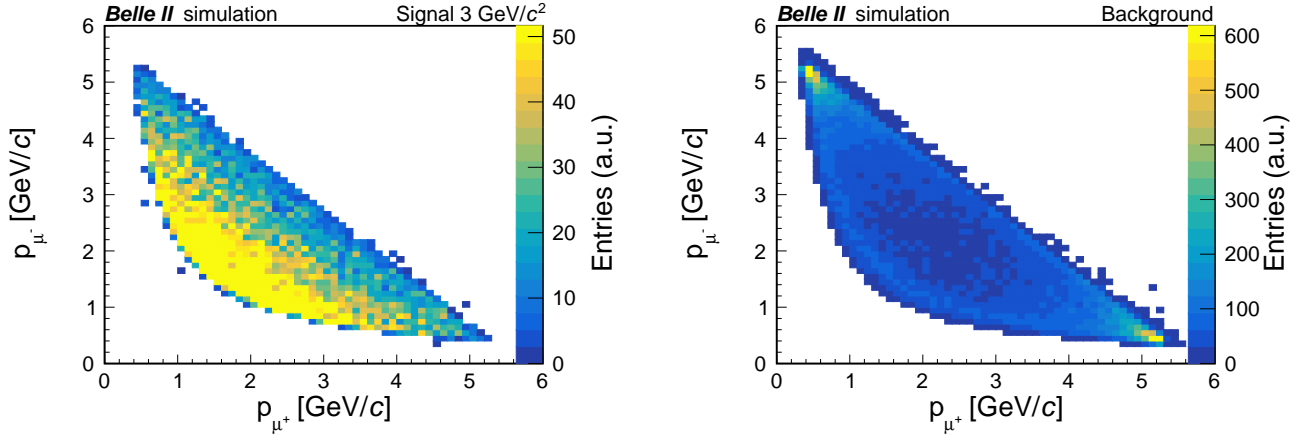 Belle II simulation Signal 3 GeV/c²
6
5
4
3
2
1
0
p_μ⁻ [GeV/c]
0 1 2 3 4 5 6
p_μ⁺ [GeV/c]
50
40
30
20
10
0
Entries (a.u.)
Belle II simulation Background
6
5
4
3
2
1
0
p_μ⁻ [GeV/c]
0 1 2 3 4 5 6
p_μ⁺ [GeV/c]
600
500
400
300
200
100
0
Entries (a.u.)